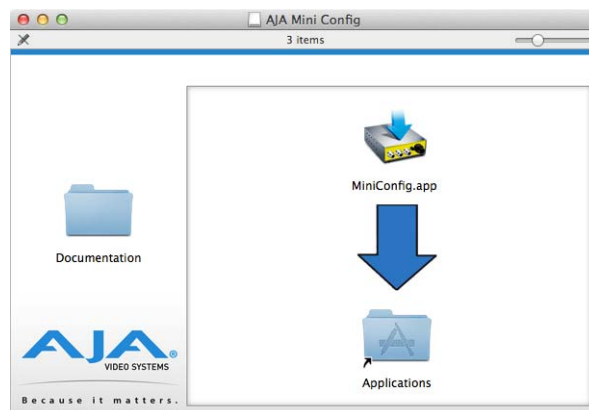 AJA Mini Config
3 items
MiniConfig.app
Documentation
Applications
AJA
VIDEO SYSTEMS
Because it matters.